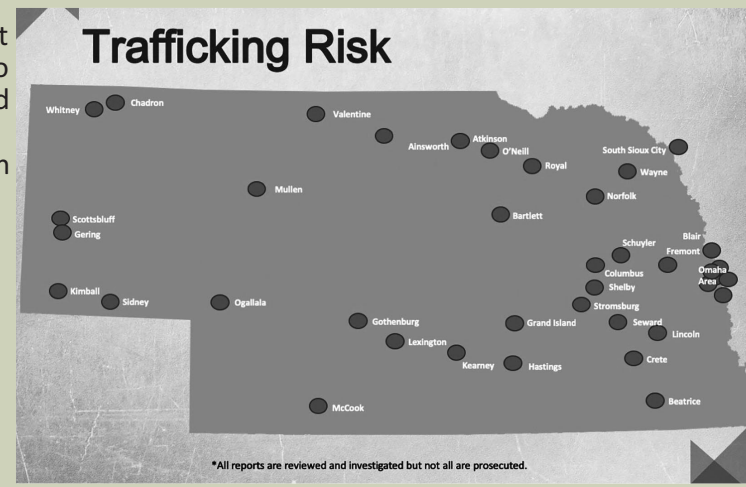 t
o
d
n
Trafficking Risk
Whitney
Chadron
Valentine
Ainsworth
Atkinson
O'Neill
Royal
South Sioux City
Wayne
Norfolk
Mullen
Bartlett
Scottsbluff
Gering
Blair
Fremont
Schuyler
Omaha
Area
Columbus
Shelby
Kimball
Sidney
Ogallala
Stromsburg
Gothenburg
Grand Island
Seward
Lincoln
Lexington
Kearney
Hastings
Crete
McCook
Beatrice
*All reports are reviewed and investigated but not all are prosecuted.